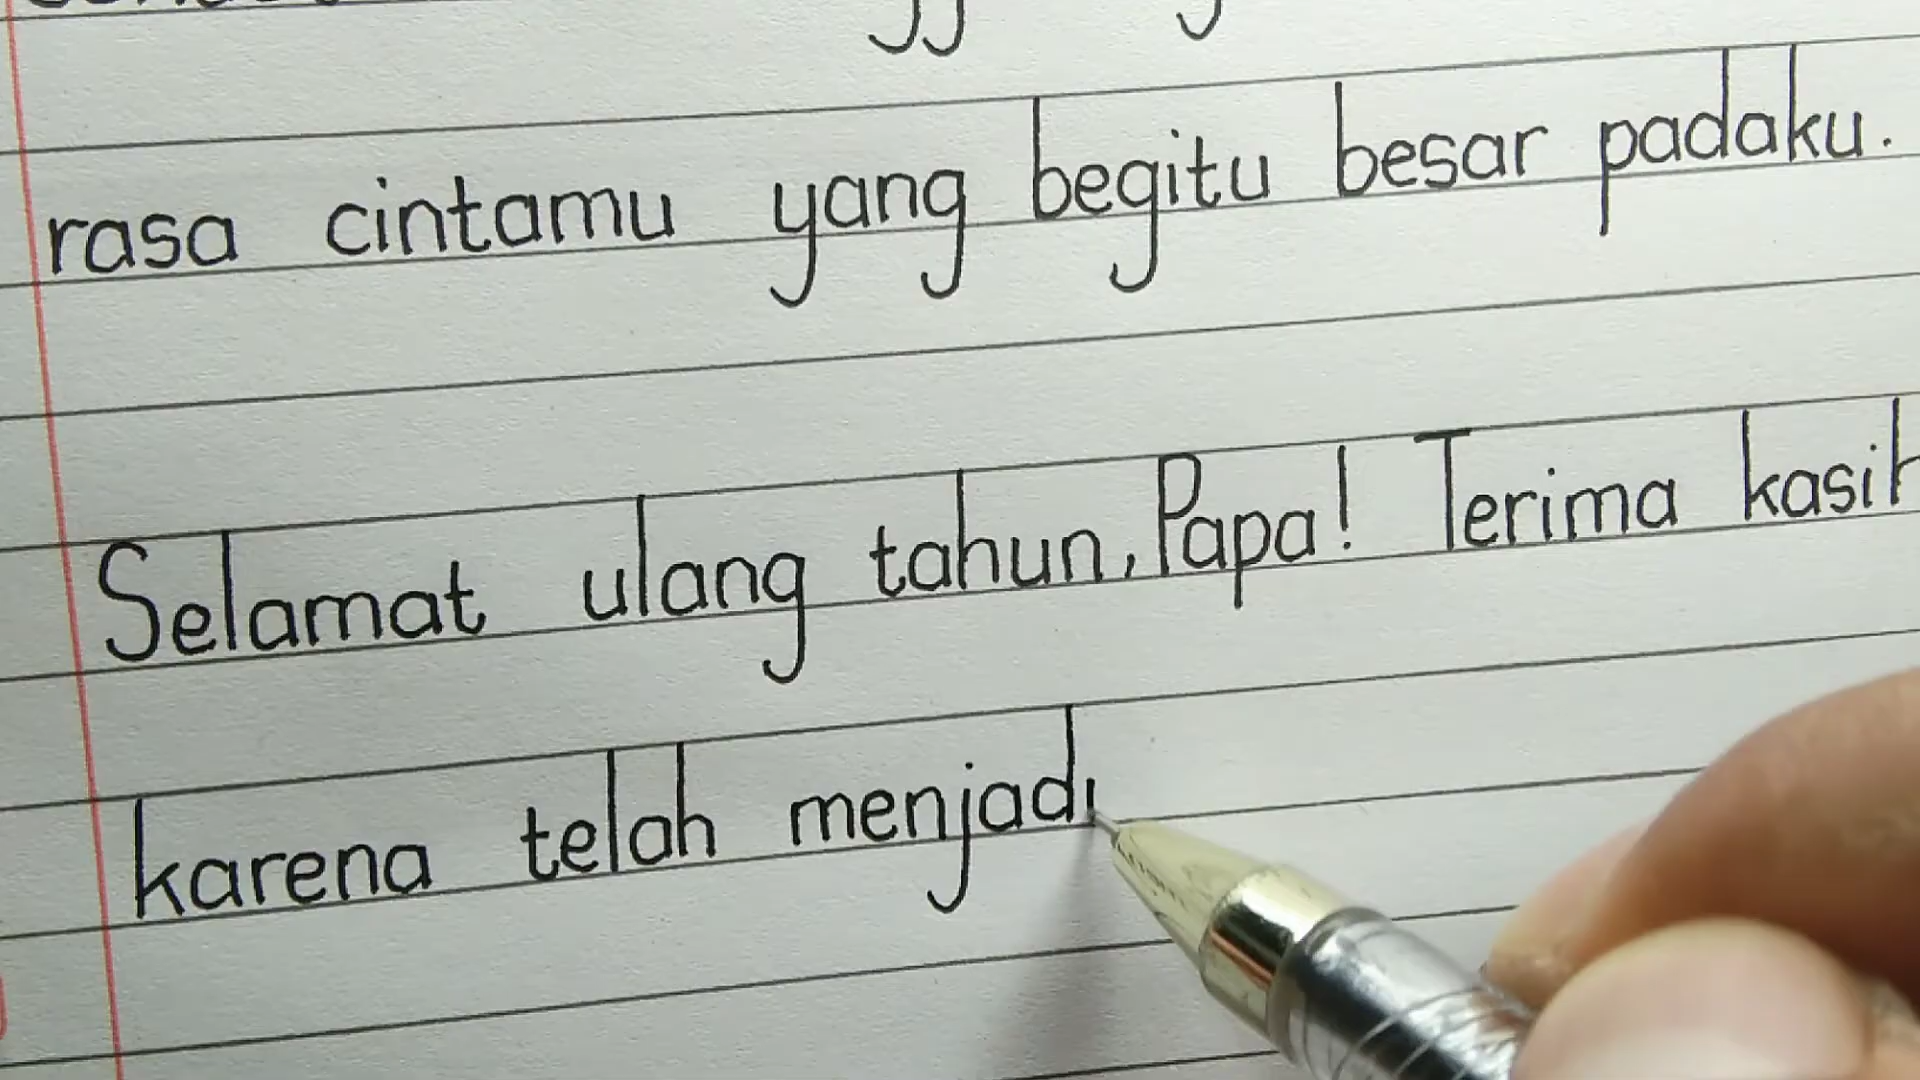 rasa cintamu yang begitu besar padaku.
Selamat ulang tahun, Papa! Terima kasih
karena telah menjadi